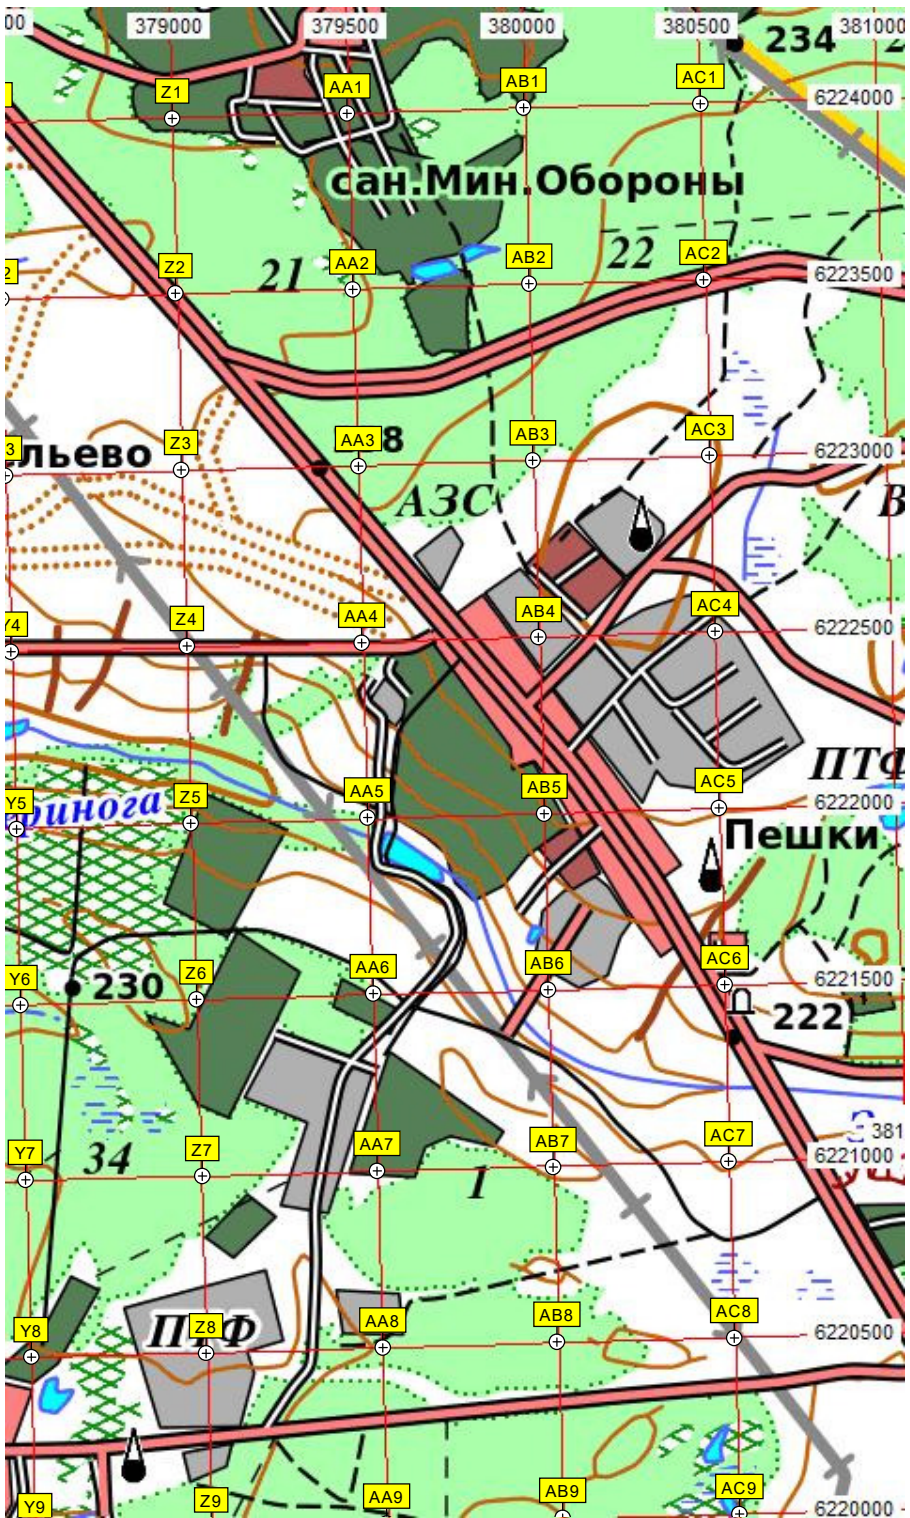 00 379000 379500 380000 380500 381000
234
Z1 AA1 AB1 AC1 6224000
сан.Мин.Обороны
Z2 21 AA2 AB2 22 AC2 6223500
льево Z3 AA3 8 AB3 AC3 6223000
АЗС В
Y4 Z4 AA4 AB4 AC4 6222500
ПТФ
Y5 Z5 AA5 AB5 AC5 6222000
ринога
Пешки
Y6 230 Z6 AA6 AB6 AC6 6221500
222
381
Y7 34 Z7 AA7 1 AB7 AC7 6221000
Y8 ПТФ Z8 AA8 AB8 AC8 6220500
Y9 Z9 AA9 AB9 AC9 6220000